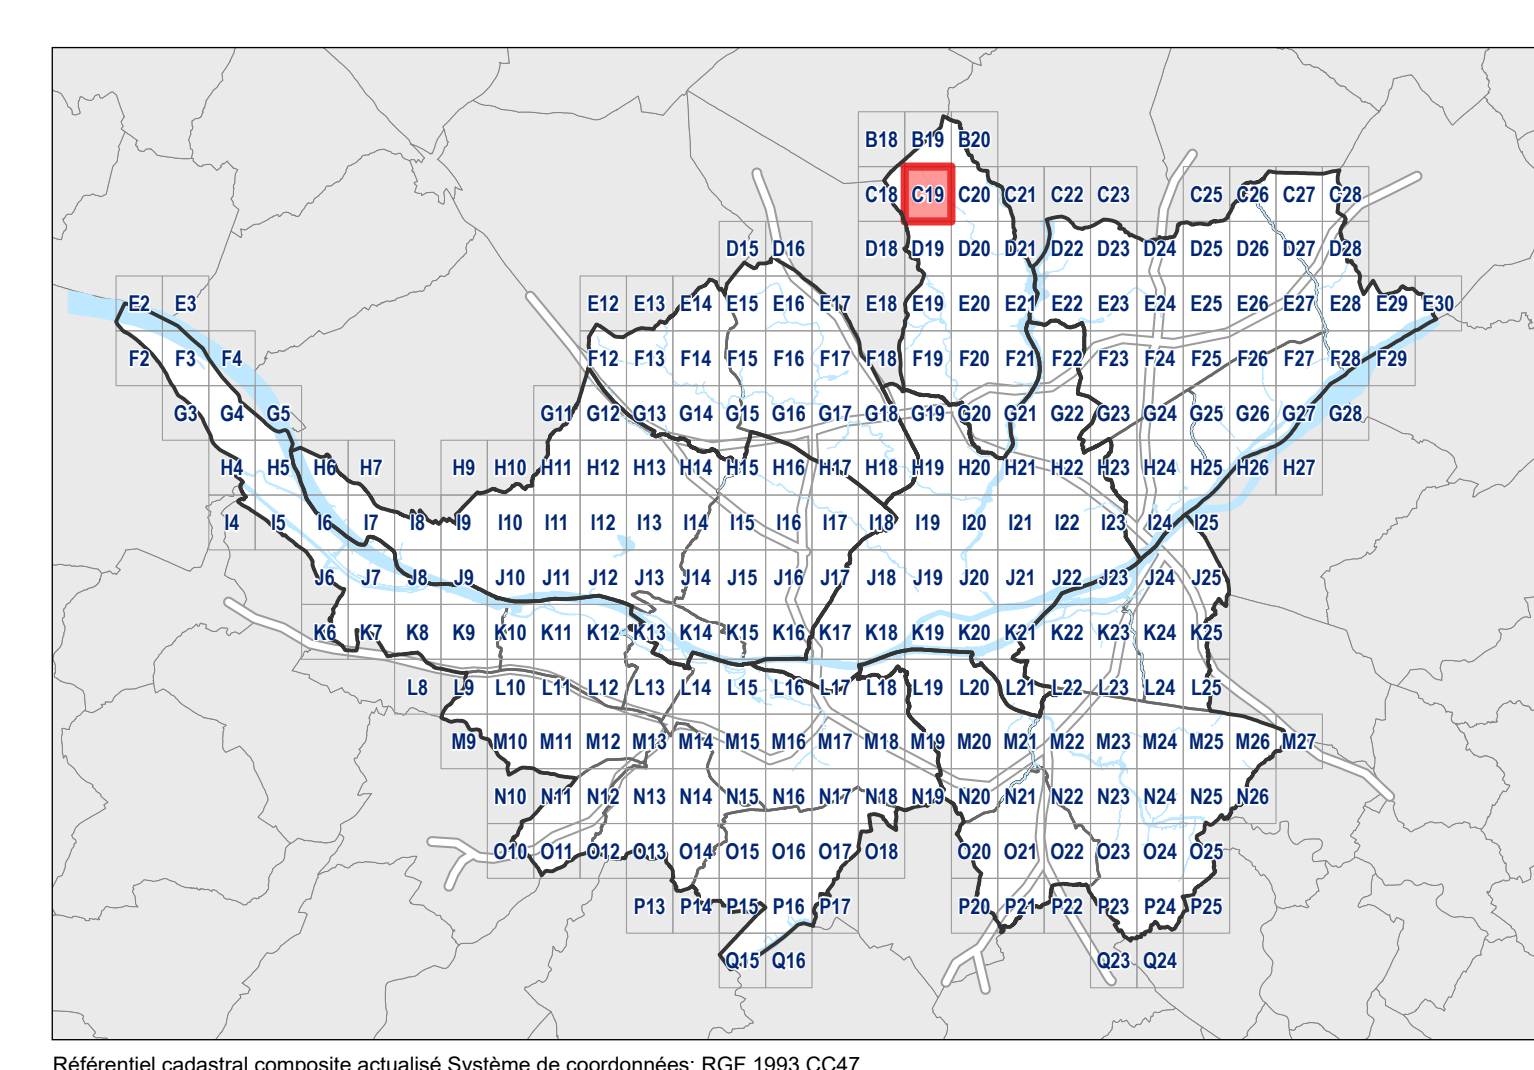 B18 B19 B20
C18 C19 C20 C21 C22 C23 C25 C26 C27 C28
D15 D16 D18 D19 D20 D21 D22 D23 D24 D25 D26 D27 D28
E2 E3 E12 E13 E14 E15 E16 E17 E18 E19 E20 E21 E22 E23 E24 E25 E26 E27 E28 E29 E30
F2 F3 F4 F12 F13 F14 F15 F16 F17 F18 F19 F20 F21 F22 F23 F24 F25 F26 F27 F28 F29
G3 G4 G5 G11 G12 G13 G14 G15 G16 G17 G18 G19 G20 G21 G22 G23 G24 G25 G26 G27 G28
H4 H5 H6 H7 H9 H10 H11 H12 H13 H14 H15 H16 H17 H18 H19 H20 H21 H22 H23 H24 H25 H26 H27
I4 I5 I6 I7 I8 I9 I10 I11 I12 I13 I14 I15 I16 I17 I18 I19 I20 I21 I22 I23 I24 I25
J6 J7 J8 J9 J10 J11 J12 J13 J14 J15 J16 J17 J18 J19 J20 J21 J22 J23 J24 J25
K6 K7 K8 K9 K10 K11 K12 K13 K14 K15 K16 K17 K18 K19 K20 K21 K22 K23 K24 K25
L8 L9 L10 L11 L12 L13 L14 L15 L16 L17 L18 L19 L20 L21 L22 L23 L24 L25
M9 M10 M11 M12 M13 M14 M15 M16 M17 M18 M19 M20 M21 M22 M23 M24 M25 M26 M27
N10 N11 N12 N13 N14 N15 N16 N17 N18 N19 N20 N21 N22 N23 N24 N25 N26
O10 O11 O12 O13 O14 O15 O16 O17 O18 O20 O21 O22 O23 O24 O25
P13 P14 P15 P16 P17 P20 P21 P22 P23 P24 P25
Q15 Q16 Q23 Q24
Référentiel cadastral composite actualisé Système de coordonnées: RGF 1993 CC47